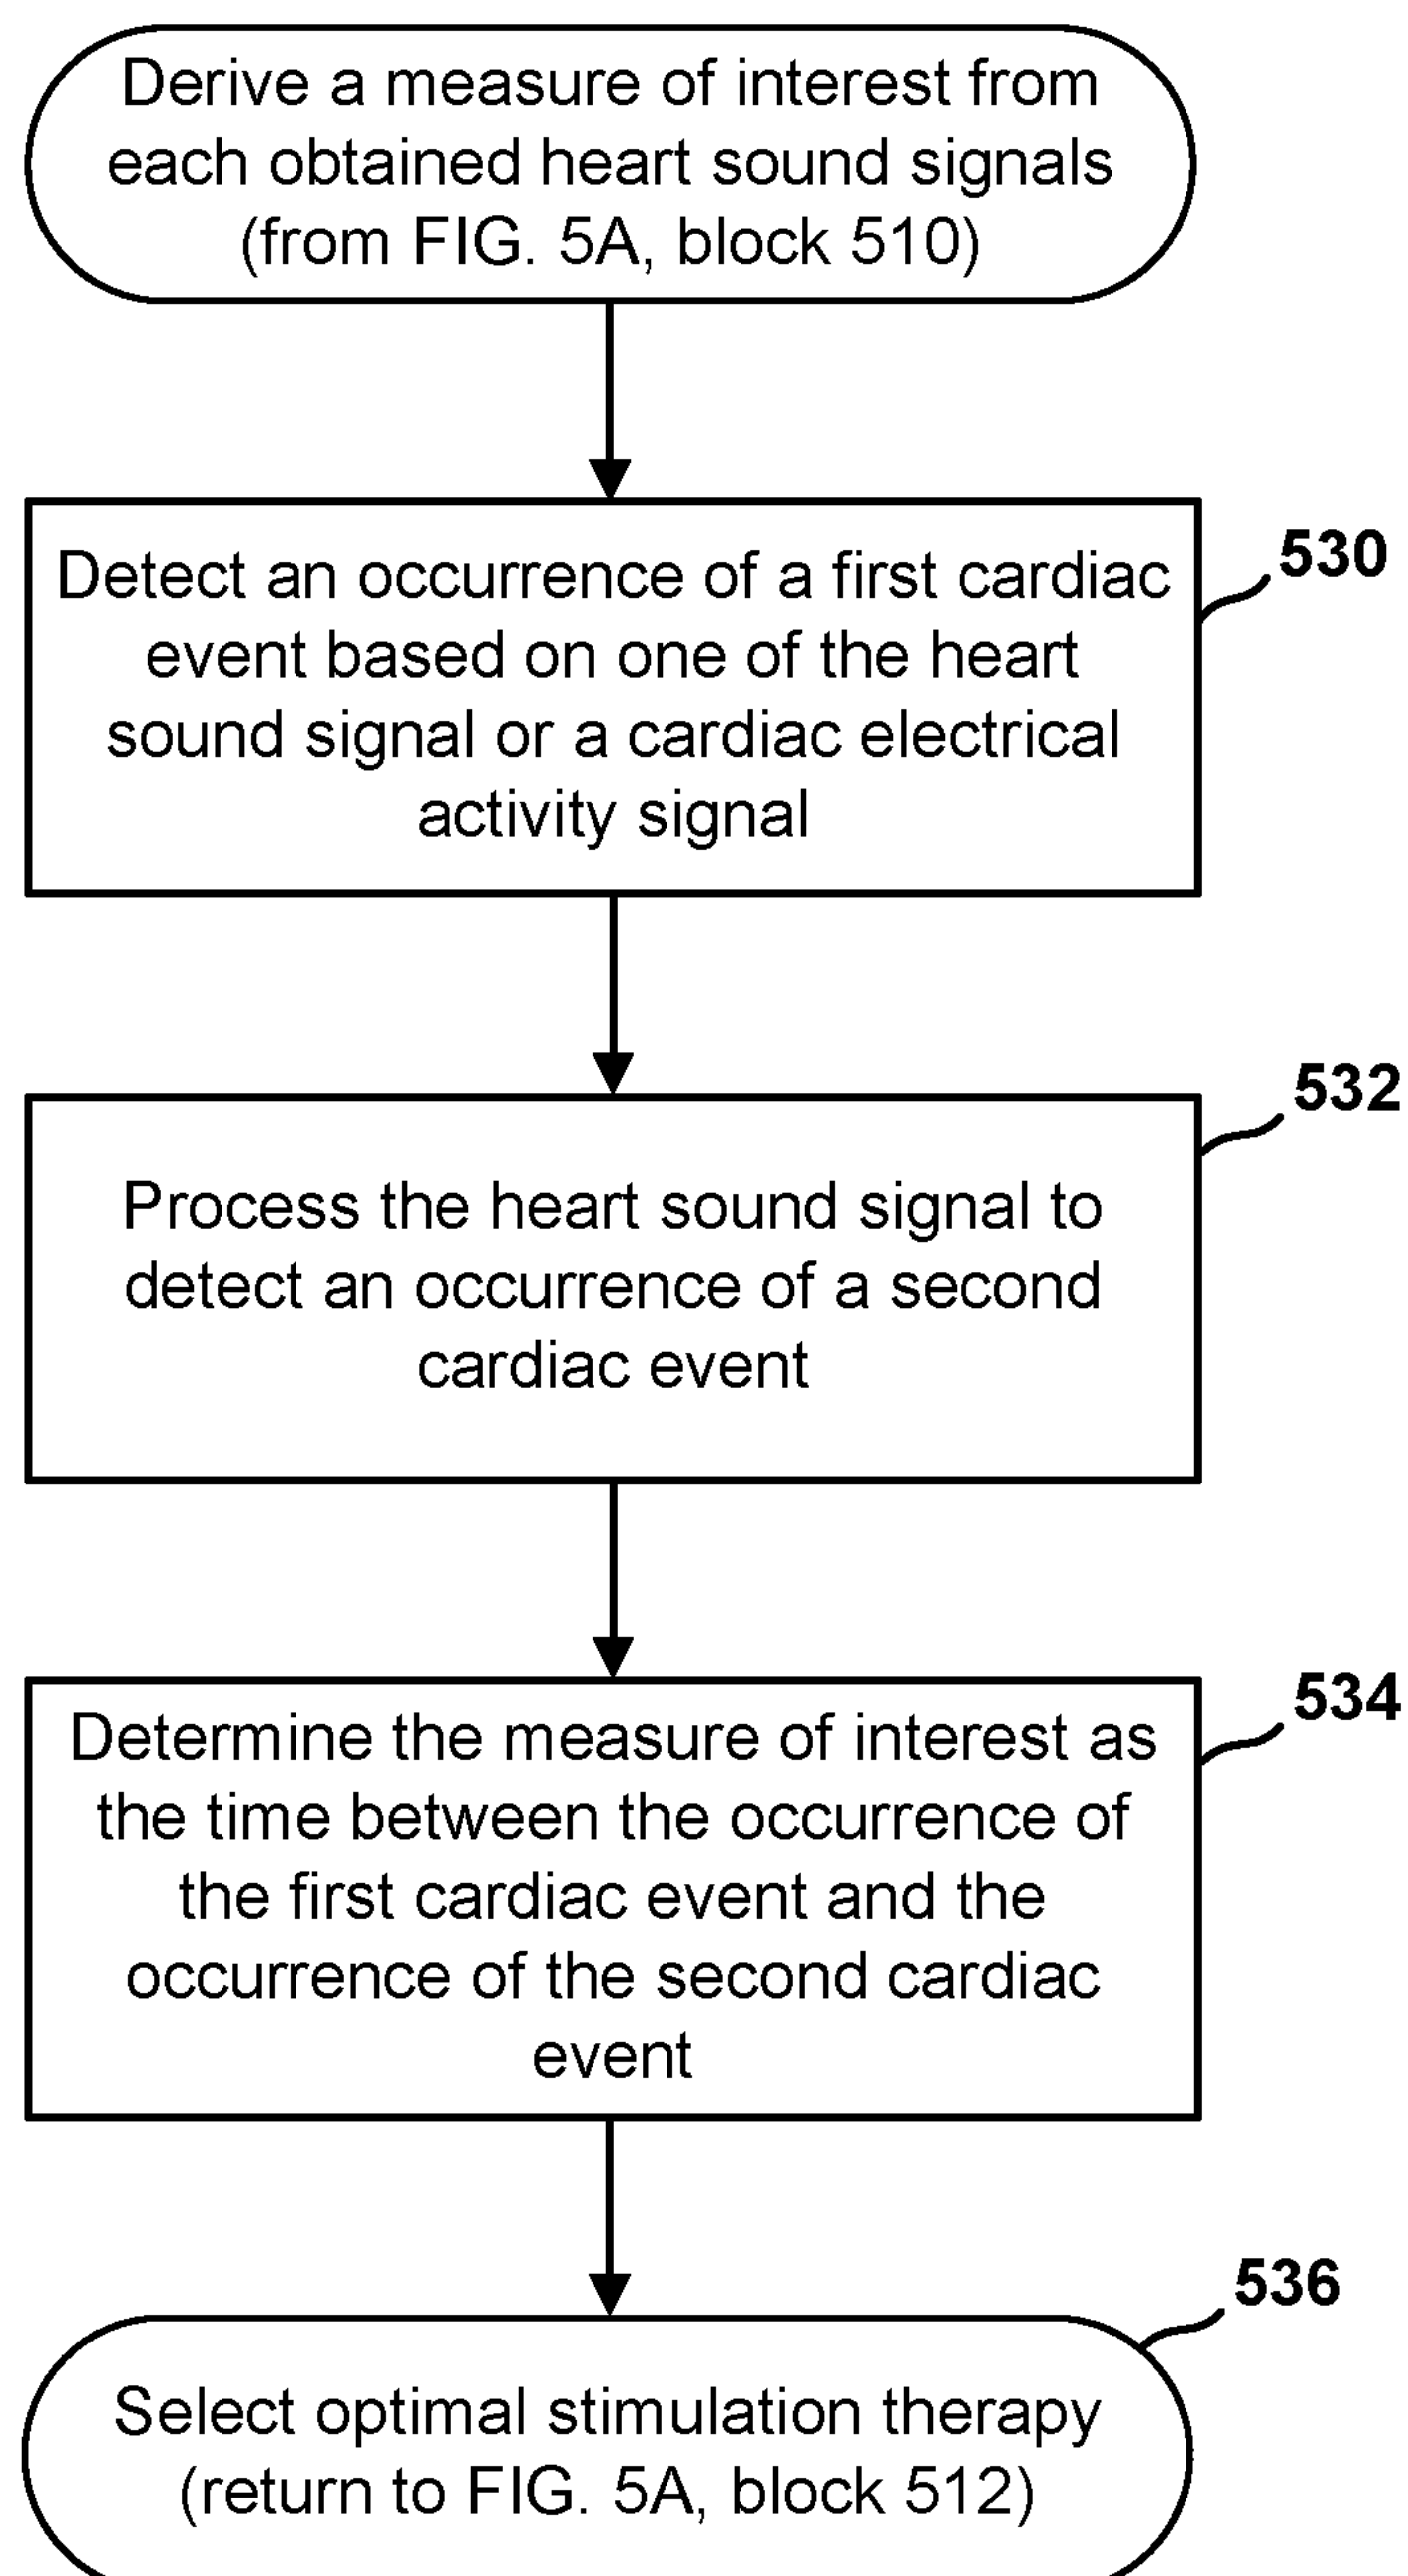 Derive a measure of interest from
each obtained heart sound signals
(from FIG. 5A, block 510)
530
Detect an occurrence of a first cardiac
event based on one of the heart
sound signal or a cardiac electrical
activity signal
532
Process the heart sound signal to
detect an occurrence of a second
cardiac event
534
Determine the measure of interest as
the time between the occurrence of
the first cardiac event and the
occurrence of the second cardiac
event
536
Select optimal stimulation therapy
(return to FIG. 5A, block 512)